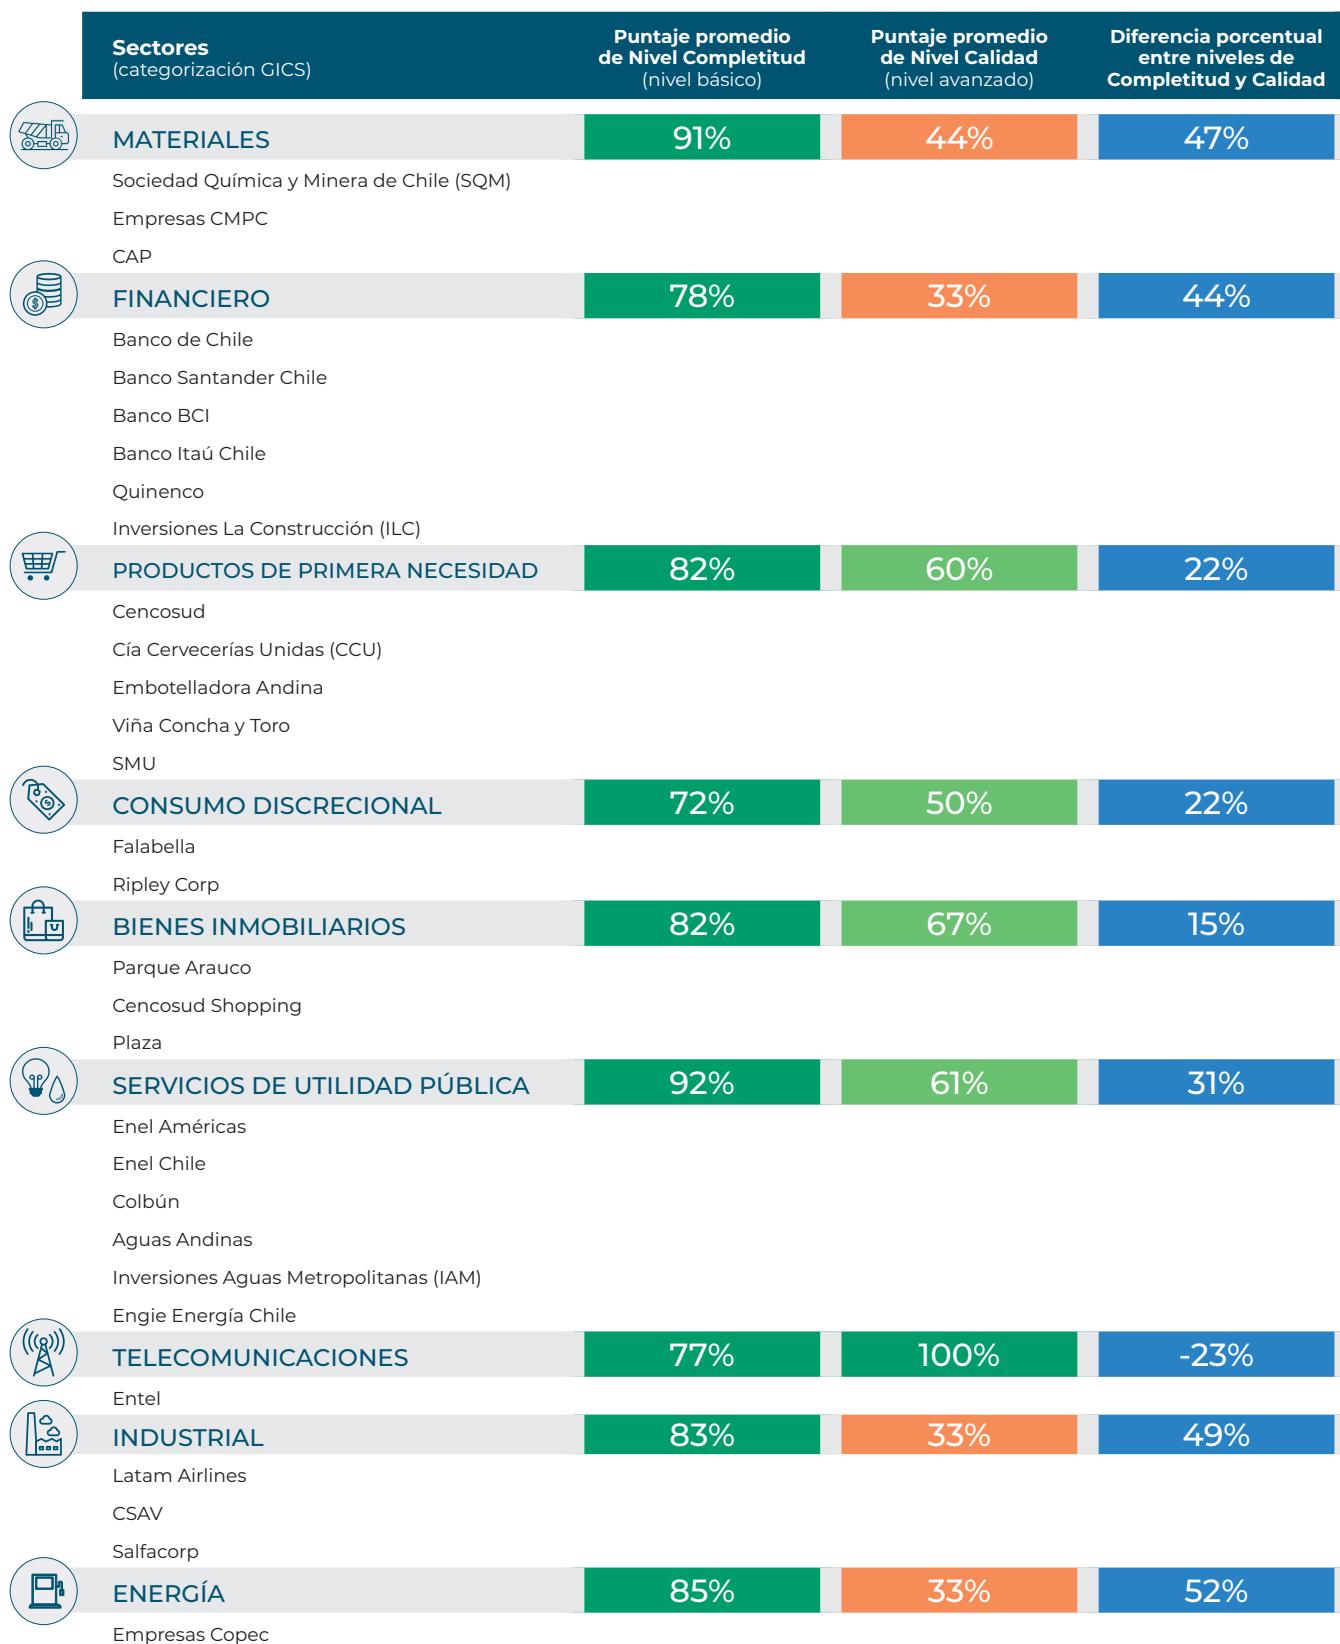 Sectores
(categorización GICS)
Puntaje promedio
de Nivel Completitud
(nivel básico)
Puntaje promedio
de Nivel Calidad
(nivel avanzado)
Diferencia porcentual
entre niveles de
Completitud y Calidad
MATERIALES 91% 44% 47%
Sociedad Química y Minera de Chile (SQM)
Empresas CMPC
CAP
FINANCIERO 78% 33% 44%
Banco de Chile
Banco Santander Chile
Banco BCI
Banco Itaú Chile
Quinenco
Inversiones La Construcción (ILC)
PRODUCTOS DE PRIMERA NECESIDAD 82% 60% 22%
Cencosud
Cía Cervecerías Unidas (CCU)
Embotelladora Andina
Viña Concha y Toro
SMU
CONSUMO DISCRECIONAL 72% 50% 22%
Falabella
Ripley Corp
BIENES INMOBILIARIOS 82% 67% 15%
Parque Arauco
Cencosud Shopping
Plaza
SERVICIOS DE UTILIDAD PÚBLICA 92% 61% 31%
Enel Américas
Enel Chile
Colbún
Aguas Andinas
Inversiones Aguas Metropolitanas (IAM)
Engie Energía Chile
TELECOMUNICACIONES 77% 100% -23%
Entel
INDUSTRIAL 83% 33% 49%
Latam Airlines
CSAV
Salfacorp
ENERGÍA 85% 33% 52%
Empresas Copec